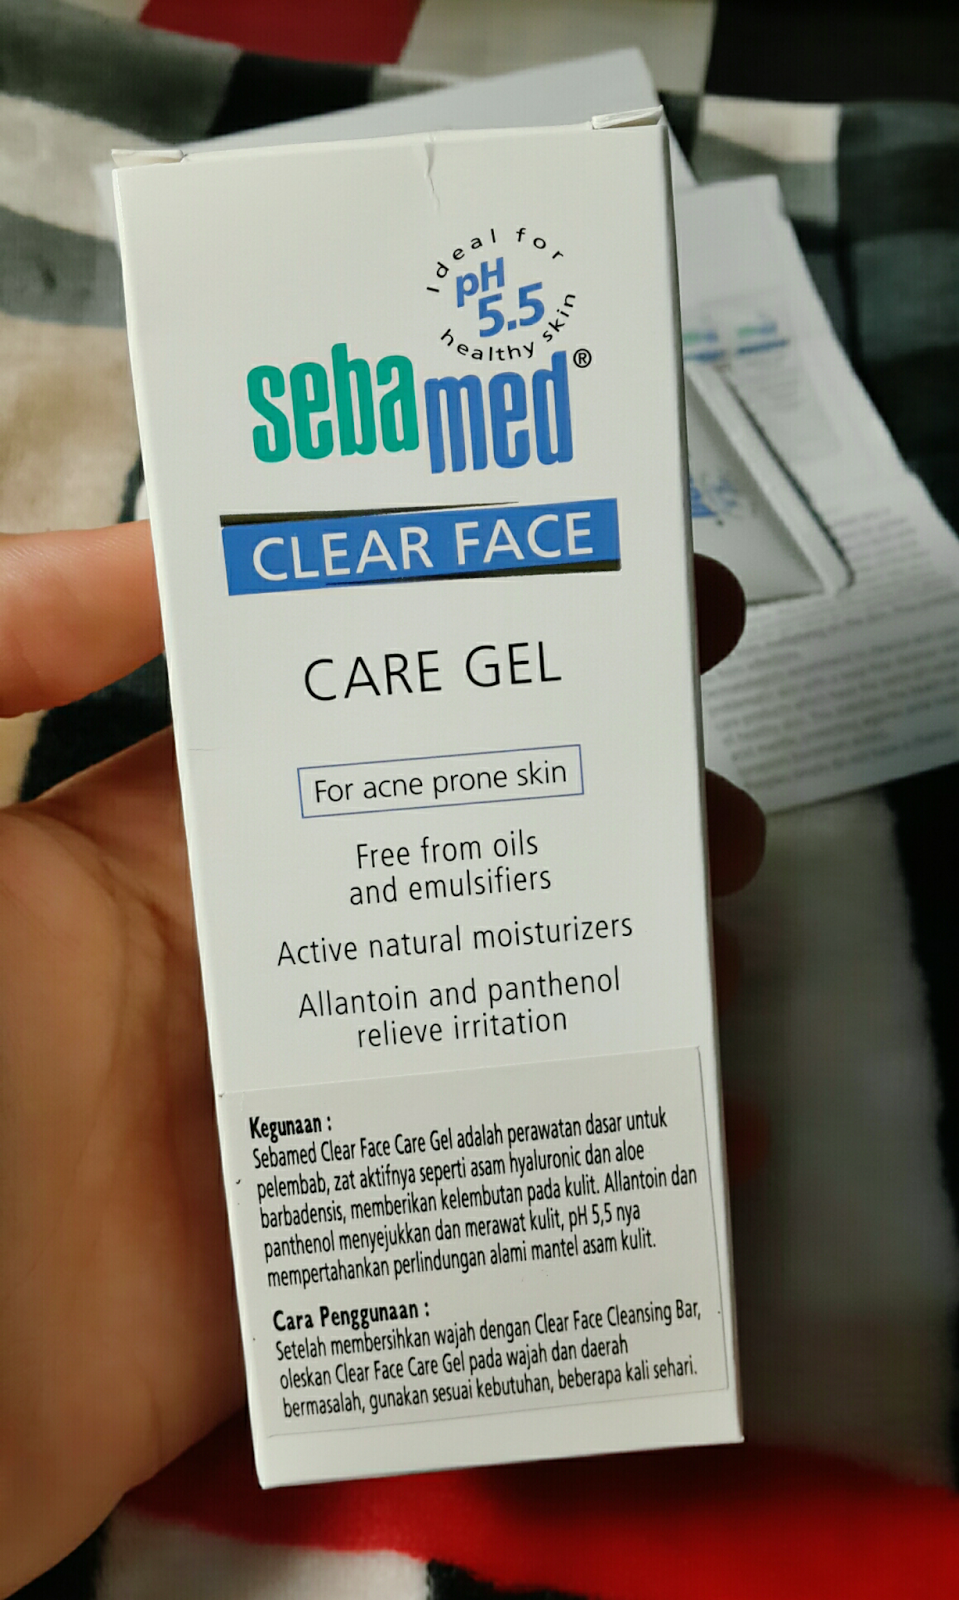 Ideal for
pH
5.5
healthy skin
sebamed®
CLEAR FACE
CARE GEL
For acne prone skin
Free from oils
and emulsifiers
Active natural moisturizers
Allantoin and panthenol
relieve irritation
Kegunaan :
Sebamed Clear Face Care Gel adalah perawatan dasar untuk
pelembab, zat aktifnya seperti asam hyaluronic dan aloe
barbadensis, memberikan kelembutan pada kulit. Allantoin dan
panthenol menyejukkan dan merawat kulit, pH 5,5 nya
mempertahankan perlindungan alami mantel asam kulit.
Cara Penggunaan :
Setelah membersihkan wajah dengan Clear Face Cleansing Bar,
oleskan Clear Face Care Gel pada wajah dan daerah
bermasalah, gunakan sesuai kebutuhan, beberapa kali sehari.